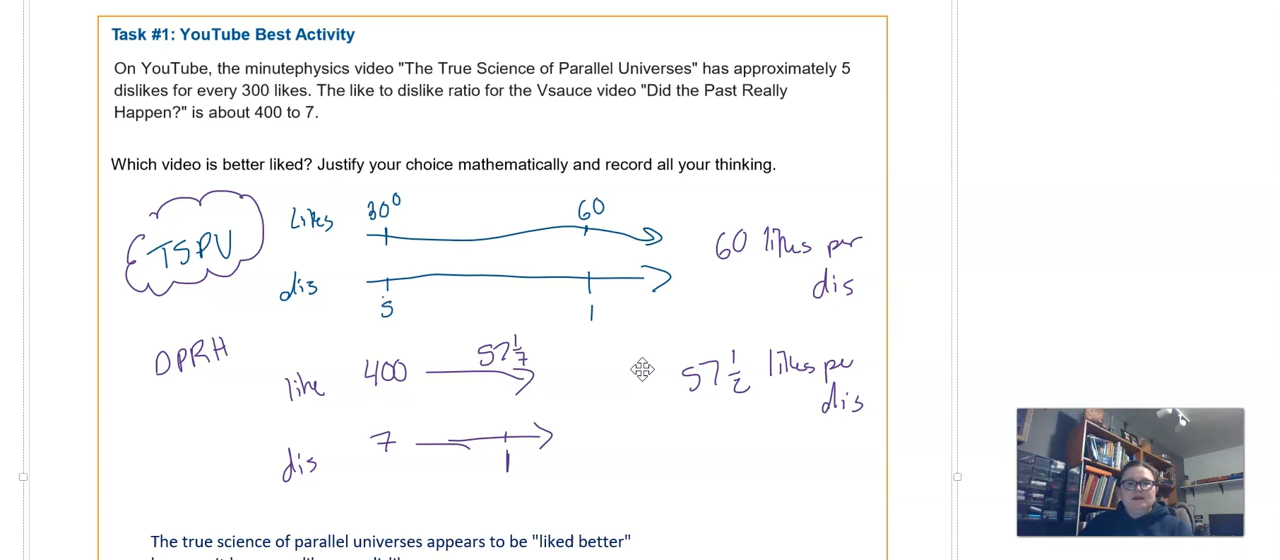 Task #1: YouTube Best Activity
On YouTube, the minutephysics video "The True Science of Parallel Universes" has approximately 5
dislikes for every 300 likes. The like to dislike ratio for the Vsauce video "Did the Past Really
Happen?" is about 400 to 7.
Which video is better liked? Justify your choice mathematically and record all your thinking.
TSPU
Likes 300 60
dis 5 1
60 likes per
dis
DPRH
like 400 57 1/7
dis 7 1
57 1/2 likes per
dis
The true science of parallel universes appears to be "liked better"